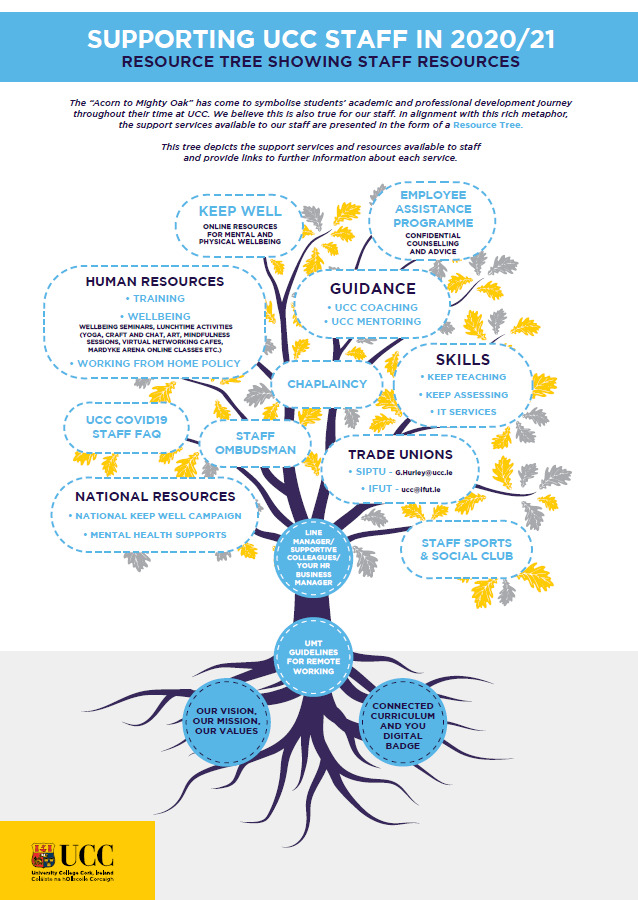 SUPPORTING UCC STAFF IN 2020/21
RESOURCE TREE SHOWING STAFF RESOURCES
The "Acorn to Mighty Oak" has come to symbolise students' academic and professional development journey
throughout their time at UCC. We believe this is also true for our staff. In alignment with this rich metaphor,
the support services available to our staff are presented in the form of a Resource Tree.
This tree depicts the support services and resources available to staff
and provide links to further information about each service.
KEEP WELL
ONLINE RESOURCES
FOR MENTAL AND
PHYSICAL WELLBEING
EMPLOYEE
ASSISTANCE
PROGRAMME
CONFIDENTIAL
COUNSELLING
AND ADVICE
HUMAN RESOURCES
• TRAINING
• WELLBEING
WELLBEING SEMINARS, LUNCHTIME ACTIVITIES
(YOGA, CRAFT AND CHAT, ART, MINDFULNESS
SESSIONS, VIRTUAL NETWORKING CAFES,
MARDYKE ARENA ONLINE CLASSES ETC.)
• WORKING FROM HOME POLICY
GUIDANCE
• UCC COACHING
• UCC MENTORING
SKILLS
• KEEP TEACHING
• KEEP ASSESSING
• IT SERVICES
CHAPLAINCY
UCC COVID19
STAFF FAQ
STAFF
OMBUDSMAN
TRADE UNIONS
• SIPTU - G.Hurley@ucc.ie
• IFUT - ucc@ifut.ie
NATIONAL RESOURCES
• NATIONAL KEEP WELL CAMPAIGN
• MENTAL HEALTH SUPPORTS
LINE
MANAGER/
SUPPORTIVE
COLLEAGUES/
YOUR HR
BUSINESS
MANAGER
STAFF SPORTS
& SOCIAL CLUB
UMT
GUIDELINES
FOR REMOTE
WORKING
OUR VISION,
OUR MISSION,
OUR VALUES
CONNECTED
CURRICULUM
AND YOU
DIGITAL
BADGE
UCC
University College Cork, Ireland
Coláiste na hOllscoile Corcaigh